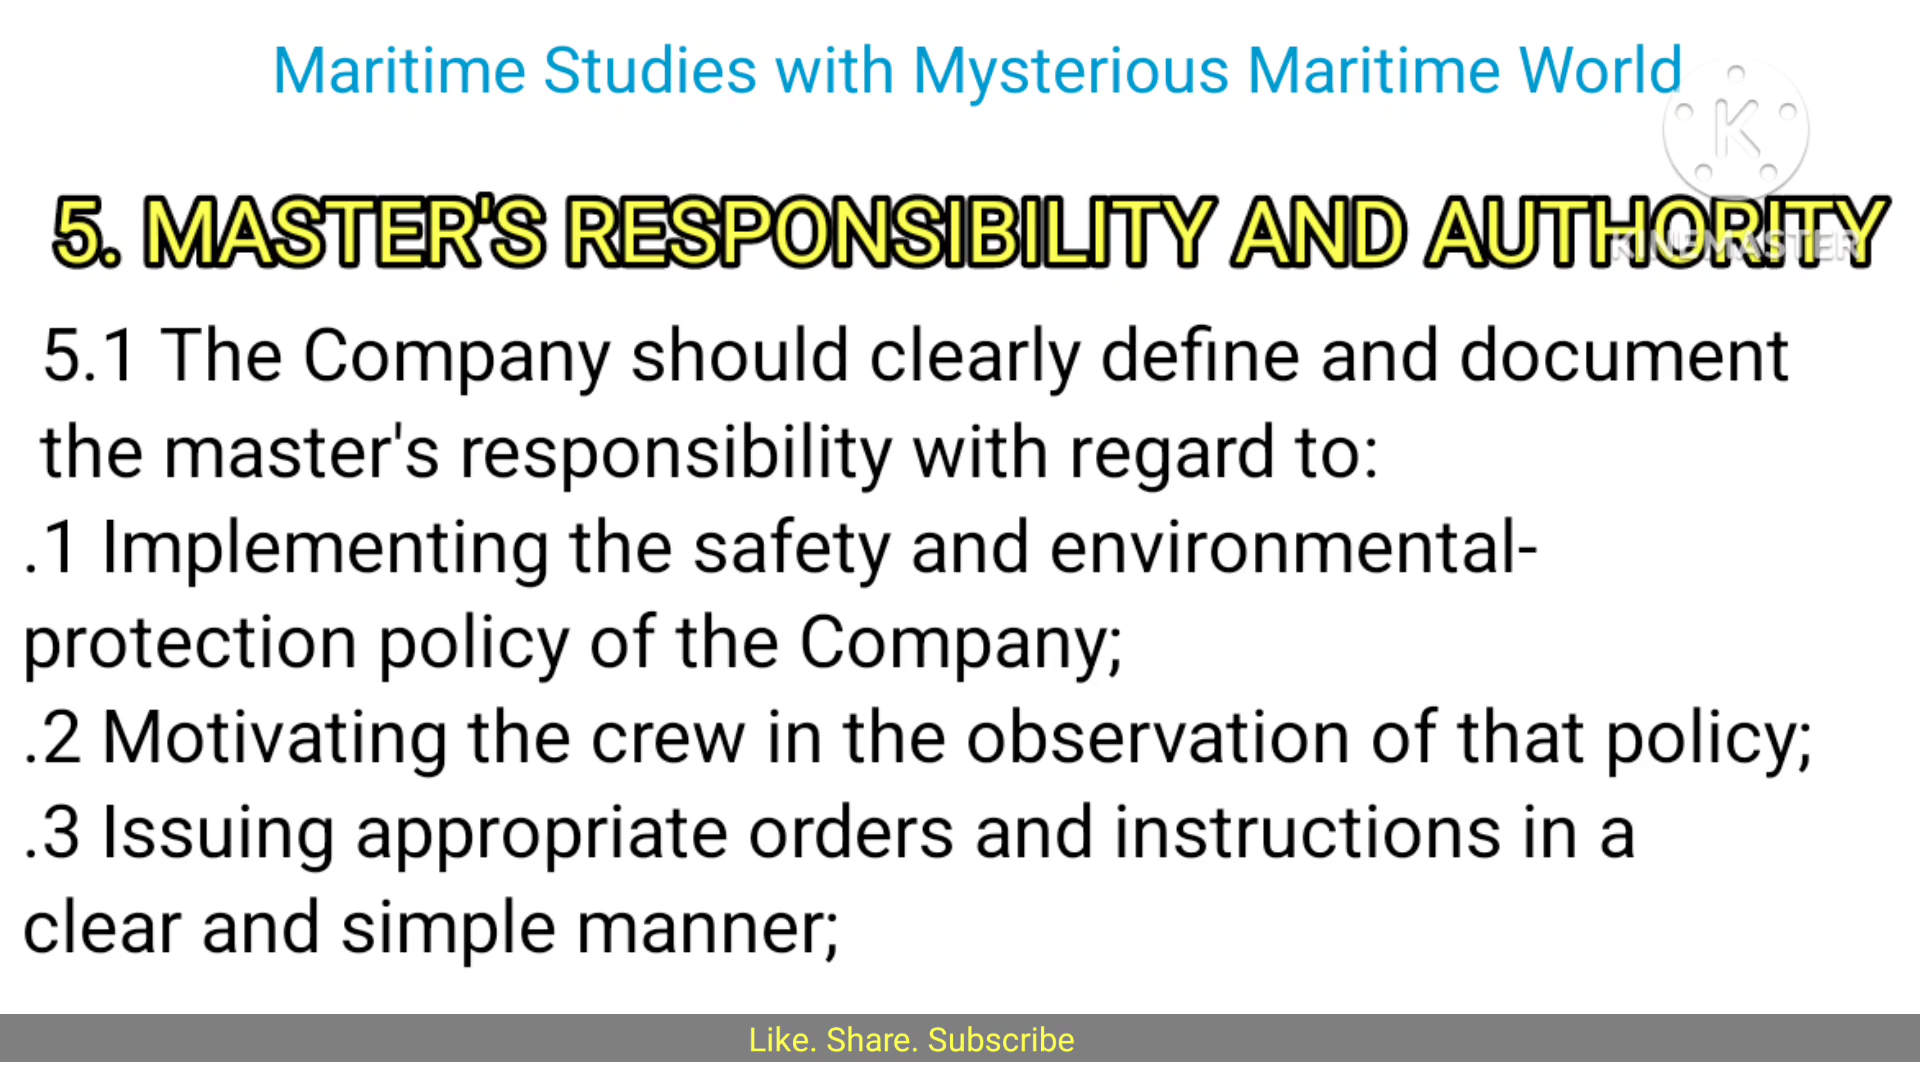 Maritime Studies with Mysterious Maritime World
K
5. MASTER'S RESPONSIBILITY AND AUTHORITY
KINEMASTER
5.1 The Company should clearly define and document
the master's responsibility with regard to:
.1 Implementing the safety and environmental-
protection policy of the Company;
.2 Motivating the crew in the observation of that policy;
.3 Issuing appropriate orders and instructions in a
clear and simple manner;
Like. Share. Subscribe